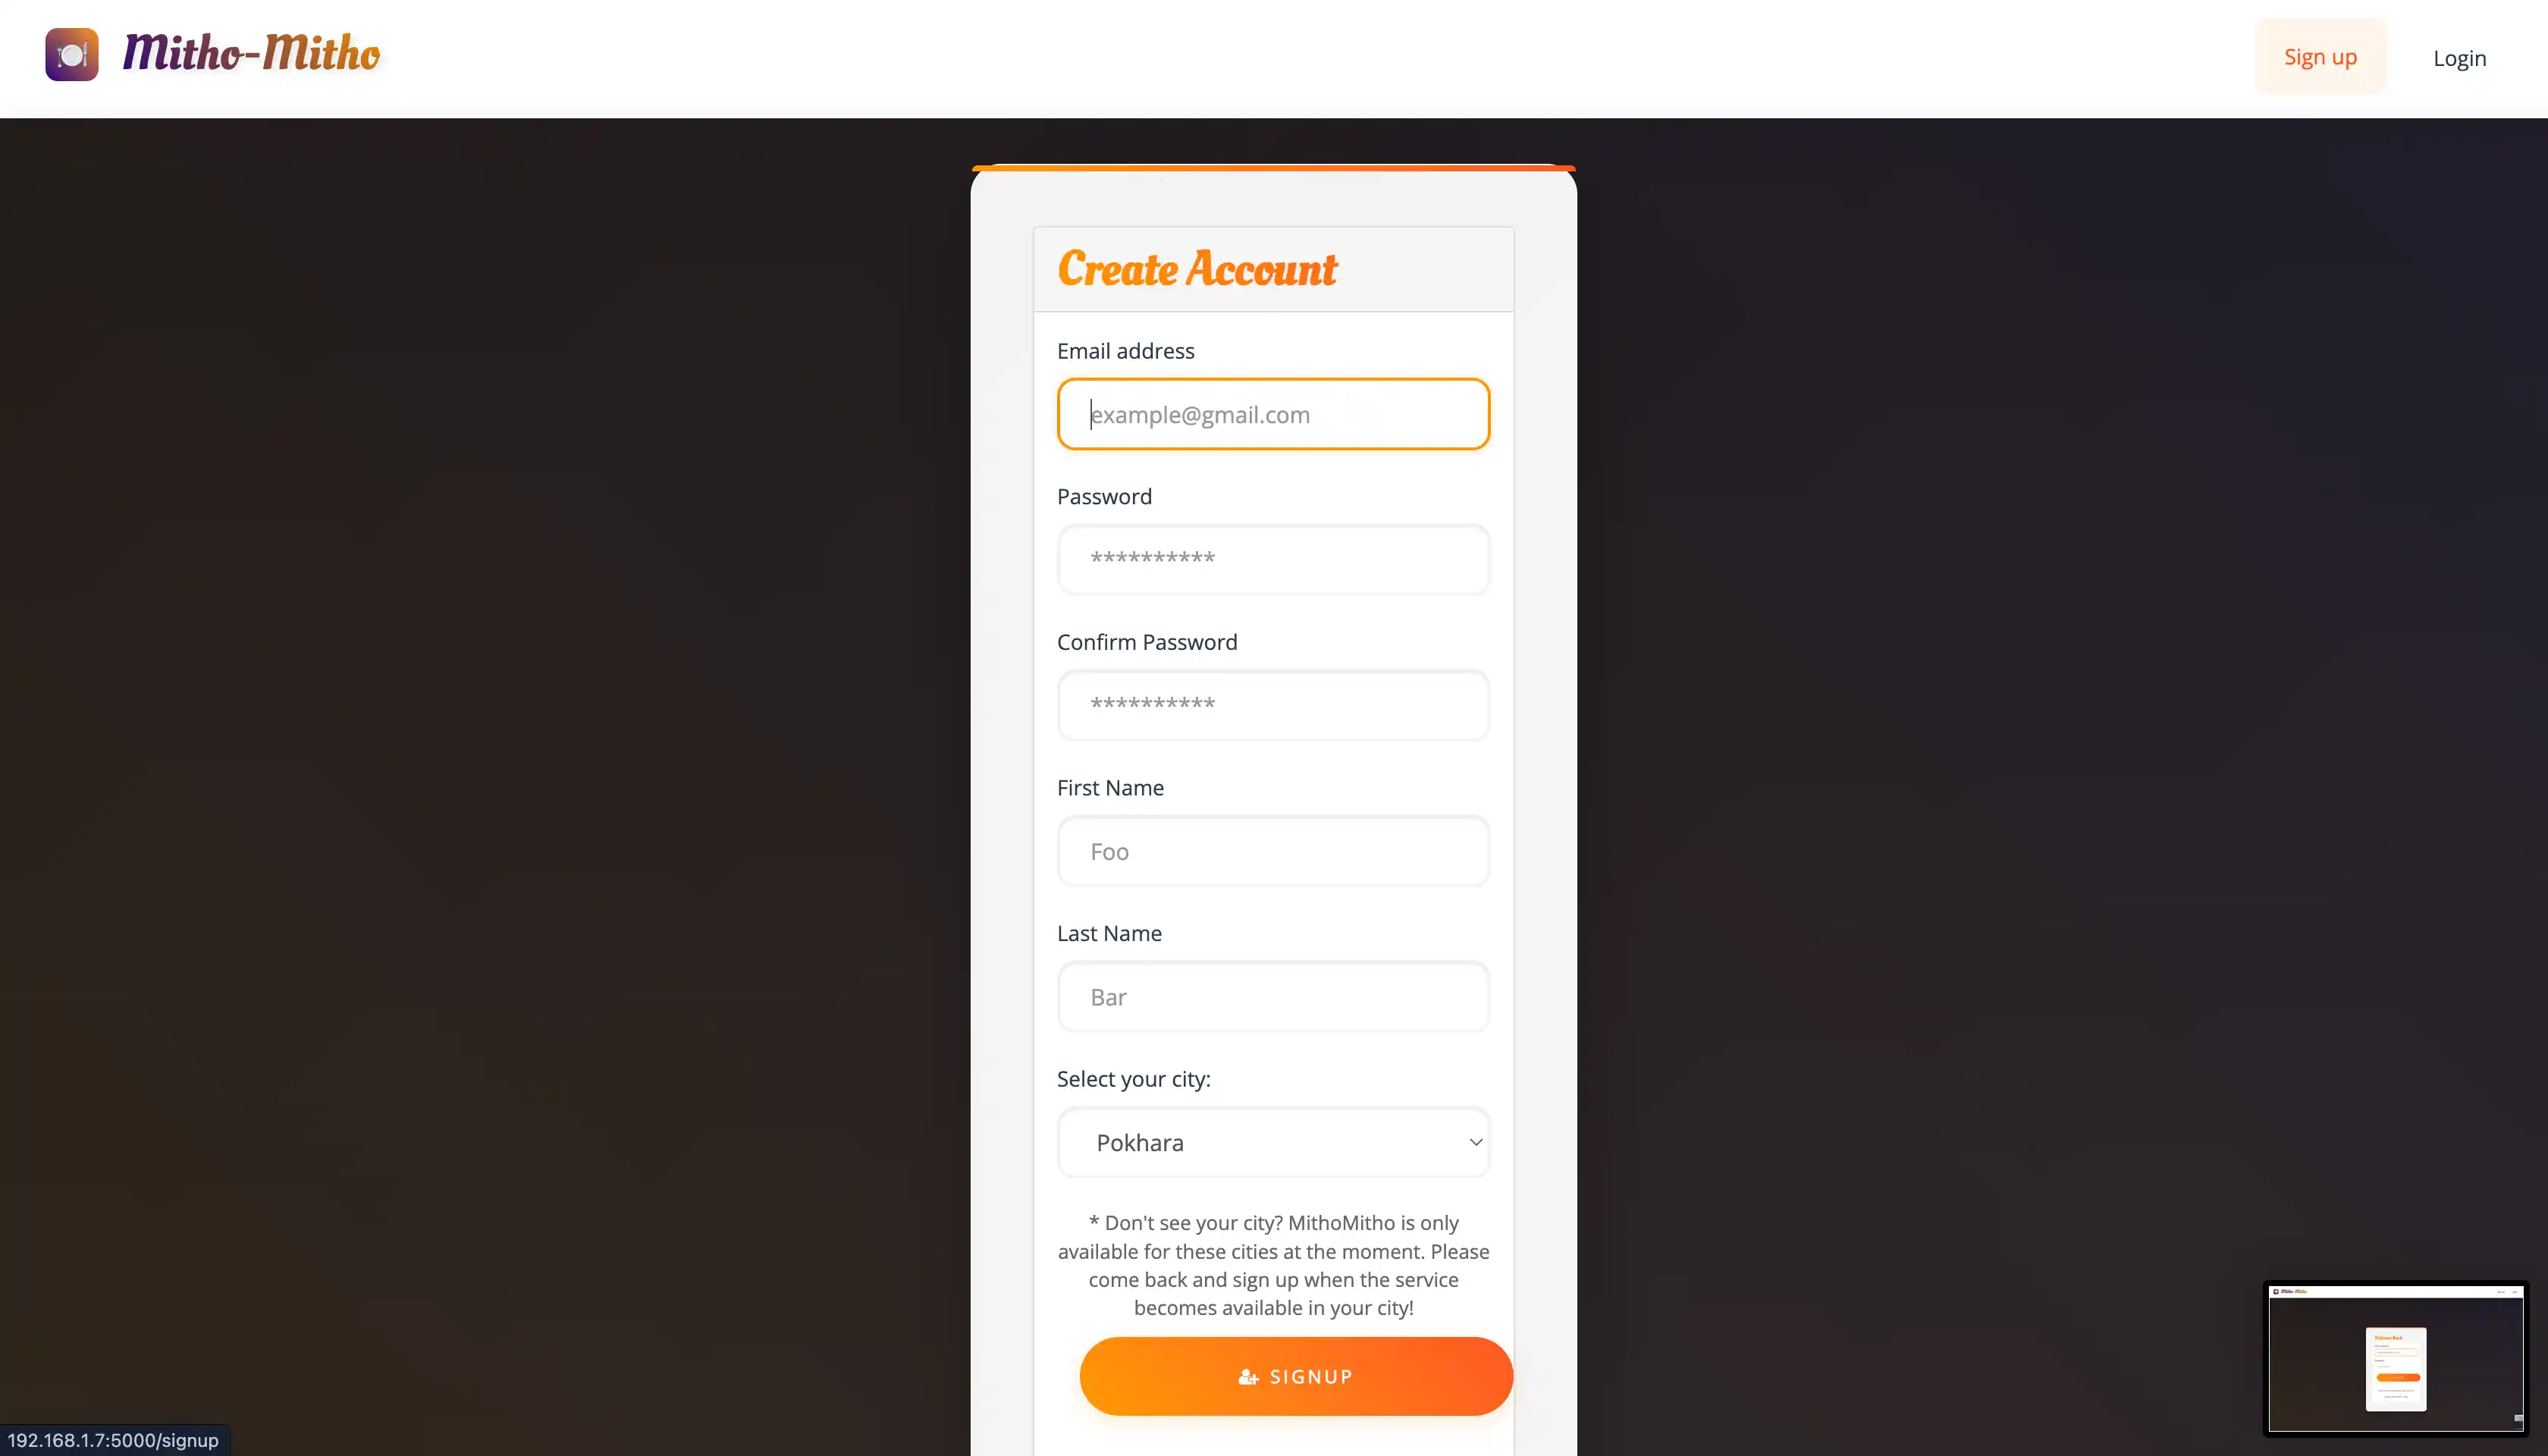 Mitho-Mitho
Sign up
Login
Create Account
Email address
example@gmail.com
Password
**********
Confirm Password
**********
First Name
Foo
Last Name
Bar
Select your city:
Pokhara
* Don't see your city? MithoMitho is only
available for these cities at the moment. Please
come back and sign up when the service
becomes available in your city!
SIGNUP
192.168.1.7:5000/signup